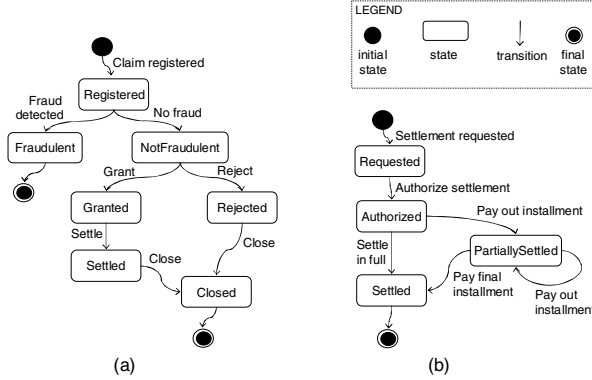 LEGEND
initial
state
state
transition
final
state
Claim registered
Registered
Fraud
detected
No fraud
Fraudulent
NotFraudulent
Grant
Reject
Granted
Rejected
Settle
Close
Settled
Close
Closed
(a)
Settlement requested
Requested
Authorize settlement
Authorized
Pay out installment
Settle
in full
PartiallySettled
Pay final
installment
Settled
Pay out
installment
(b)